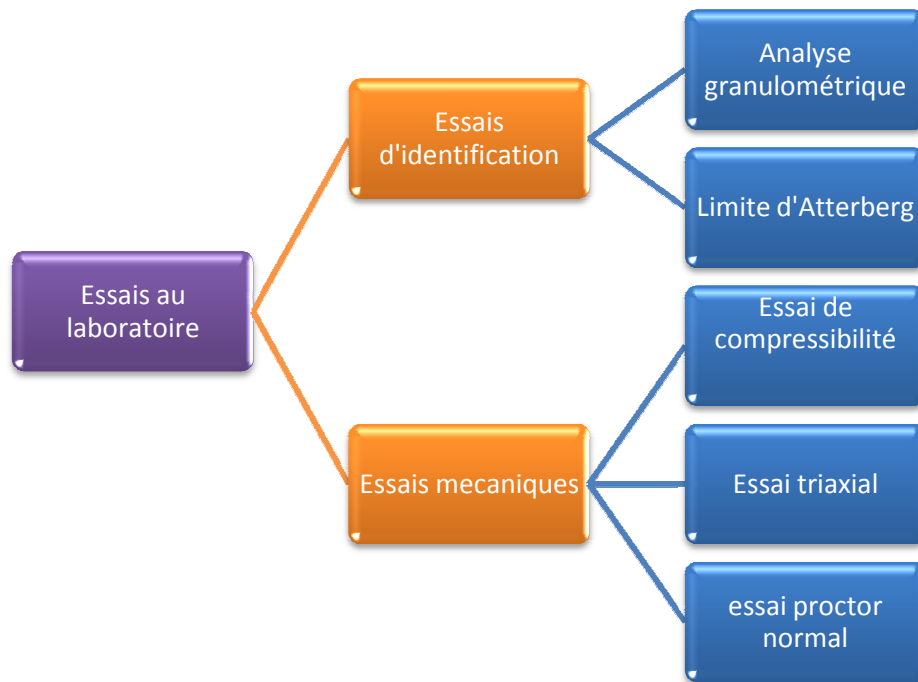 Essais au
laboratoire
Essais
d'identification
Analyse
granulométrique
Limite d'Atterberg
Essais mecaniques
Essai de
compressibilité
Essai triaxial
essai proctor
normal